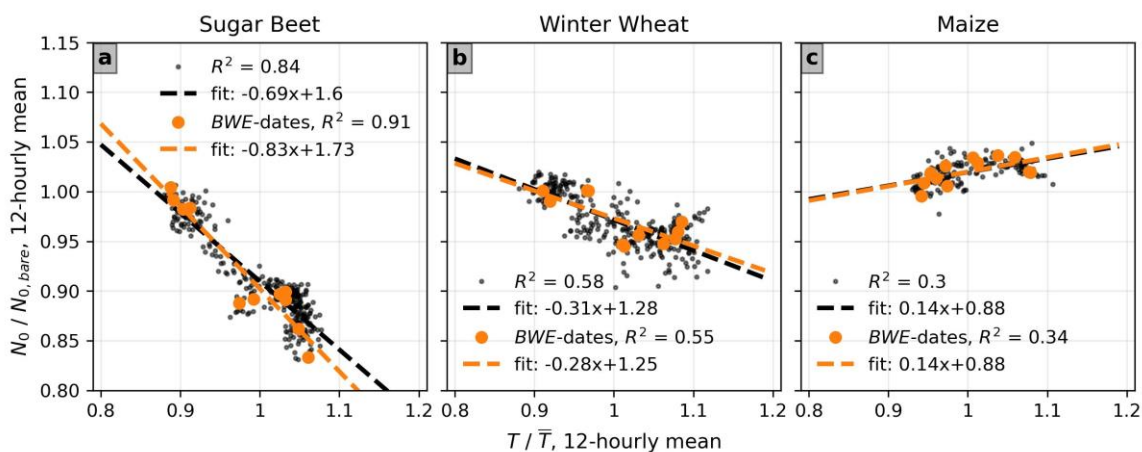 Sugar Beet
Winter Wheat
Maize
N₀ / N₀,bare, 12-hourly mean
1.15
1.10
1.05
1.00
0.95
0.90
0.85
0.80
a
R² = 0.84
fit: -0.69x+1.6
BWE-dates, R² = 0.91
fit: -0.83x+1.73
0.8 0.9 1 1.1 1.2
b
R² = 0.58
fit: -0.31x+1.28
BWE-dates, R² = 0.55
fit: -0.28x+1.25
0.8 0.9 1 1.1 1.2
c
R² = 0.3
fit: 0.14x+0.88
BWE-dates, R² = 0.34
fit: 0.14x+0.88
0.8 0.9 1 1.1 1.2
T / T̅, 12-hourly mean